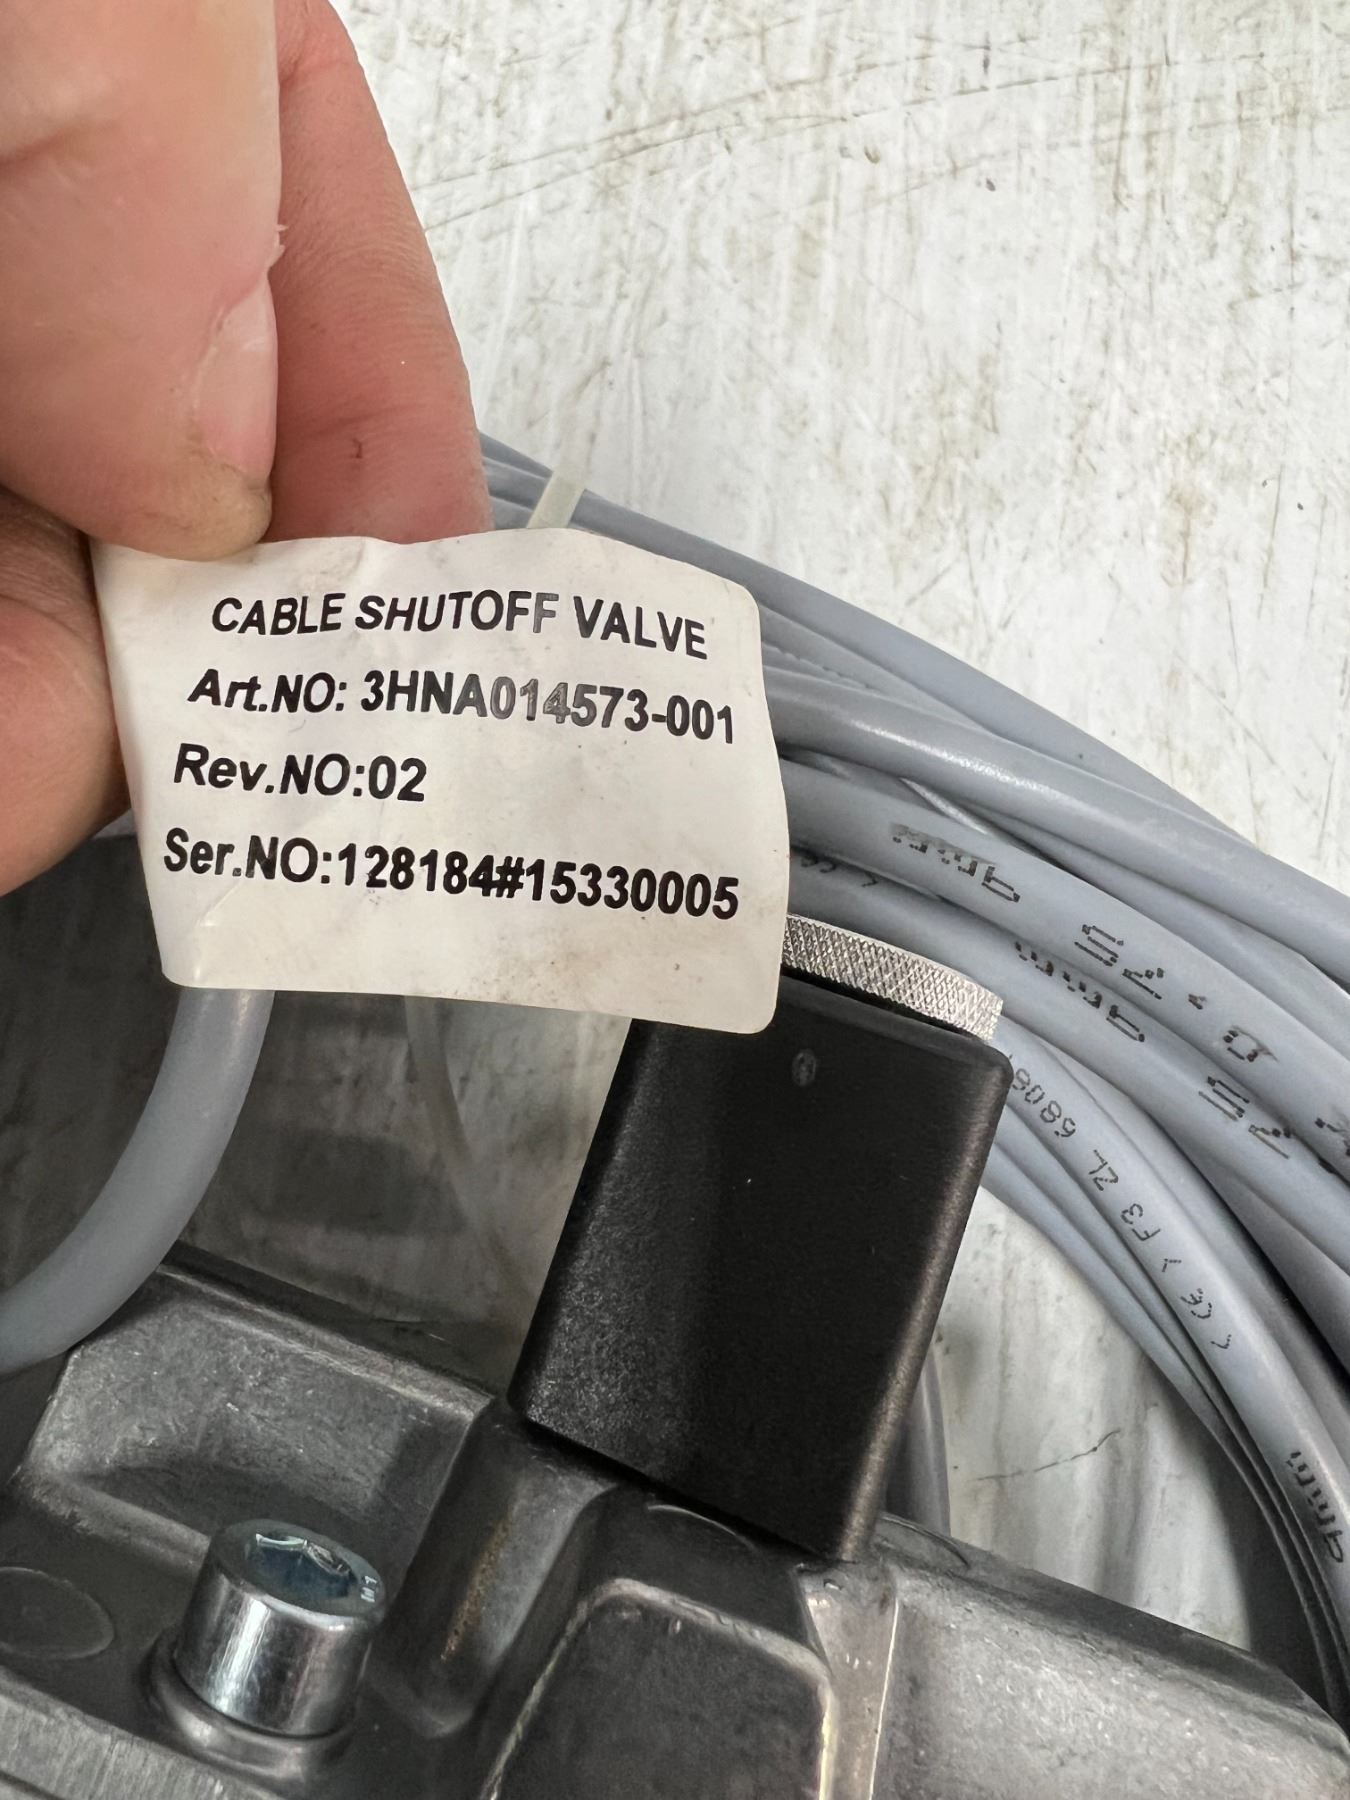 CABLE SHUTOFF VALVE
Art.NO: 3HNA014573-001
Rev.NO:02
Ser.NO:128184#15330005